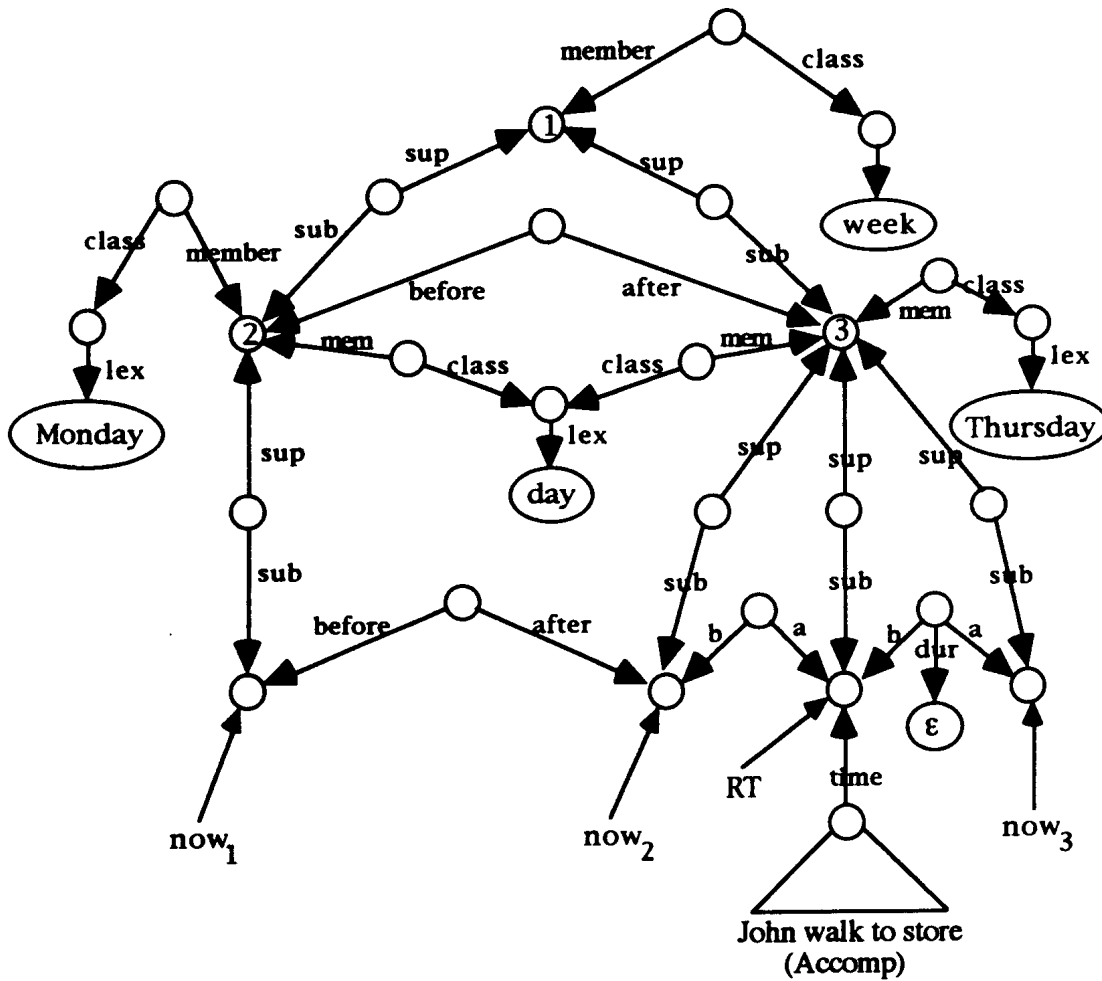 member
class
1
sup
sup
week
class
member
sub
sub
before
after
class
mem
2
mem
class
class
mem
3
lex
lex
lex
Monday
day
Thursday
sup
sup
sup
sup
sub
sub
sub
sub
before
after
b
a
b
dur
a
ε
RT
time
now1
now2
now3
John walk to store
(Accomp)